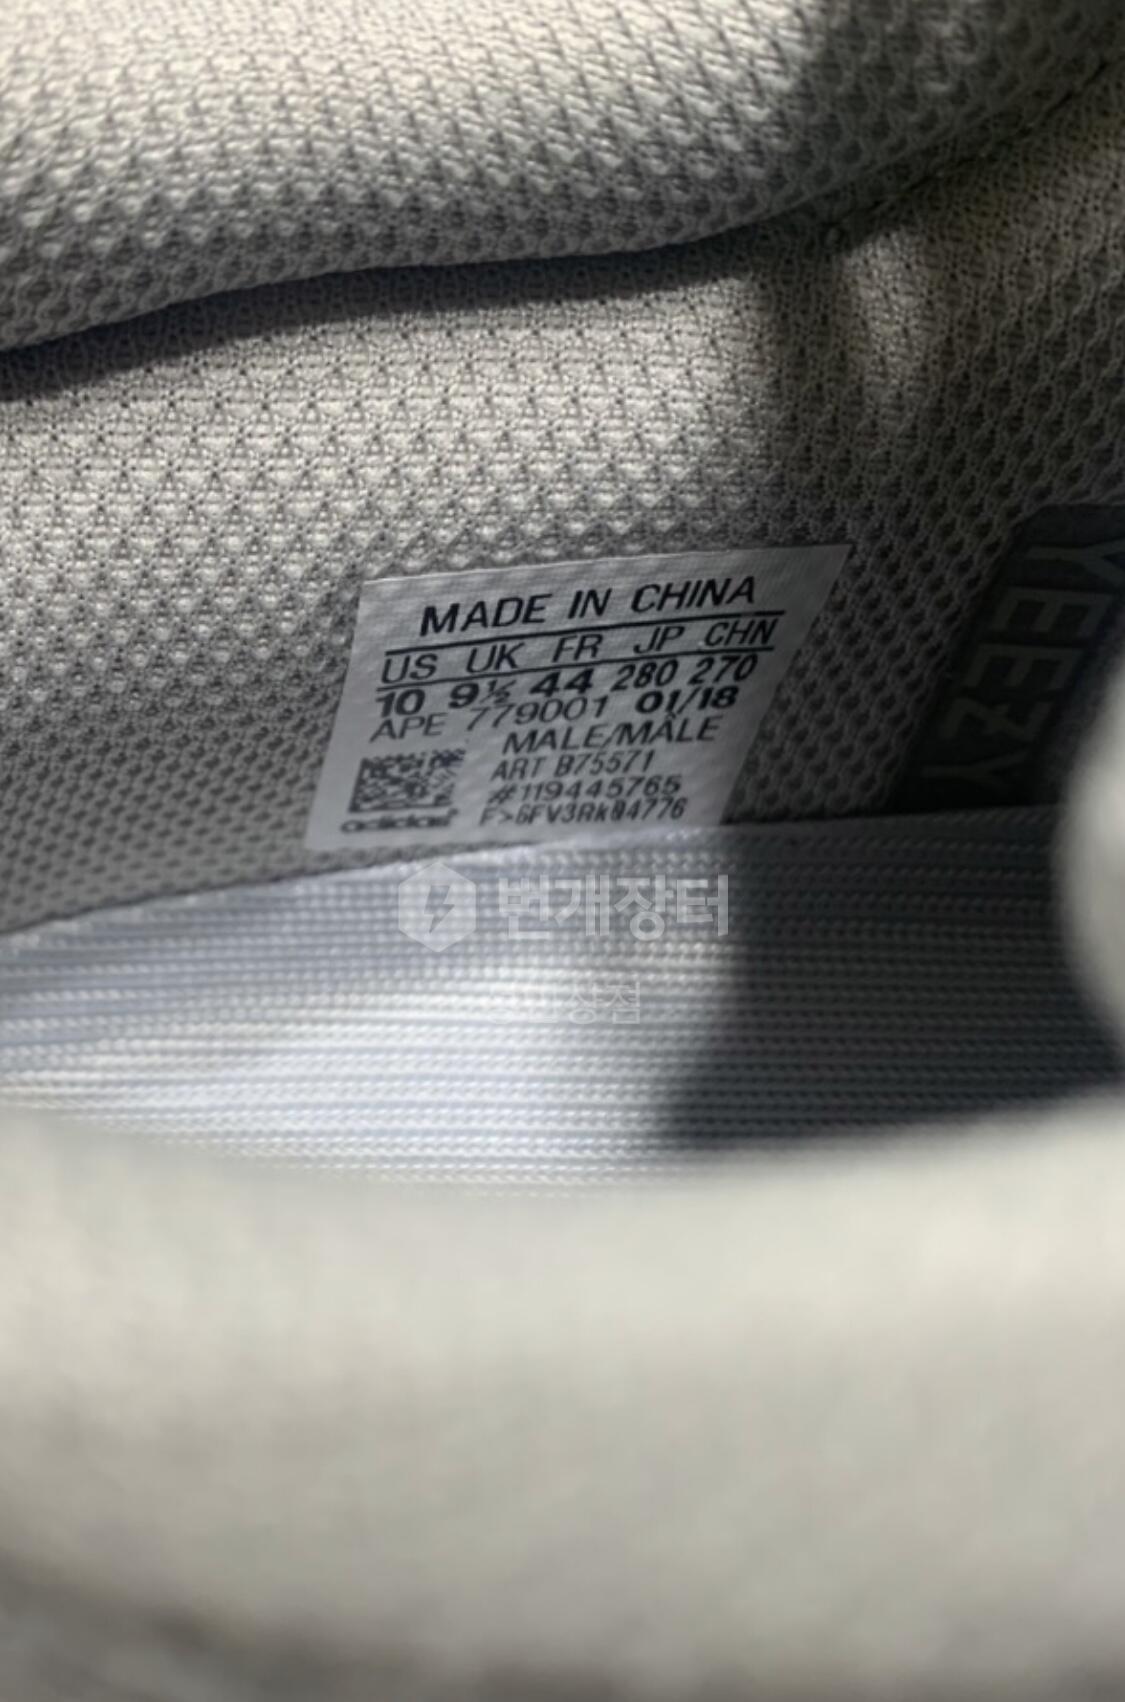 MADE IN CHINA
US UK FR JP CHN
10 9½ 44 280 270
APE 779001 01/18
MALE/MÂLE
ART B75571
#119445765
F>GFV3RK04776
adidas
YEEZY
번개장터